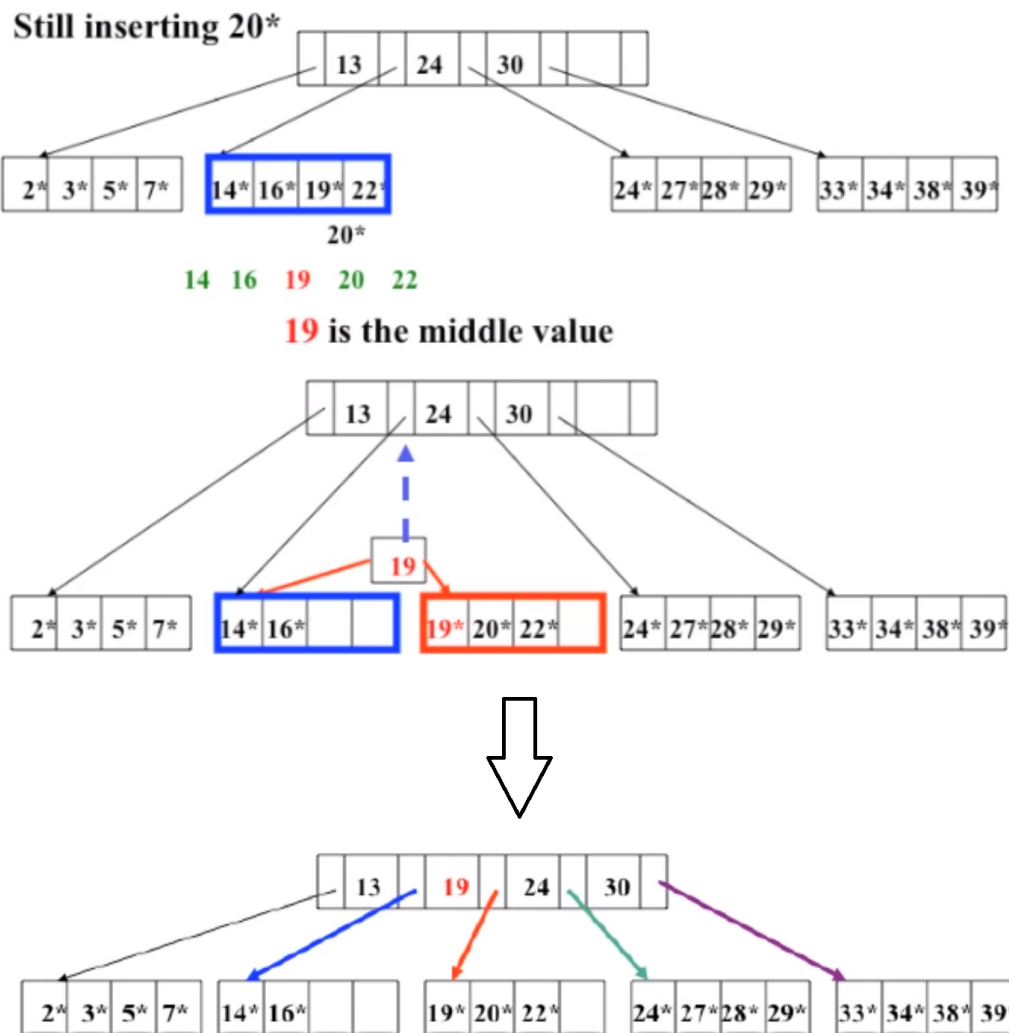 Still inserting 20*
13 24 30
2* 3* 5* 7* 14* 16* 19* 22* 24* 27* 28* 29* 33* 34* 38* 39*
20*
14 16 19 20 22
19 is the middle value
13 24 30
19
2* 3* 5* 7* 14* 16* 19* 20* 22* 24* 27* 28* 29* 33* 34* 38* 39*
13 19 24 30
2* 3* 5* 7* 14* 16* 19* 20* 22* 24* 27* 28* 29* 33* 34* 38* 39